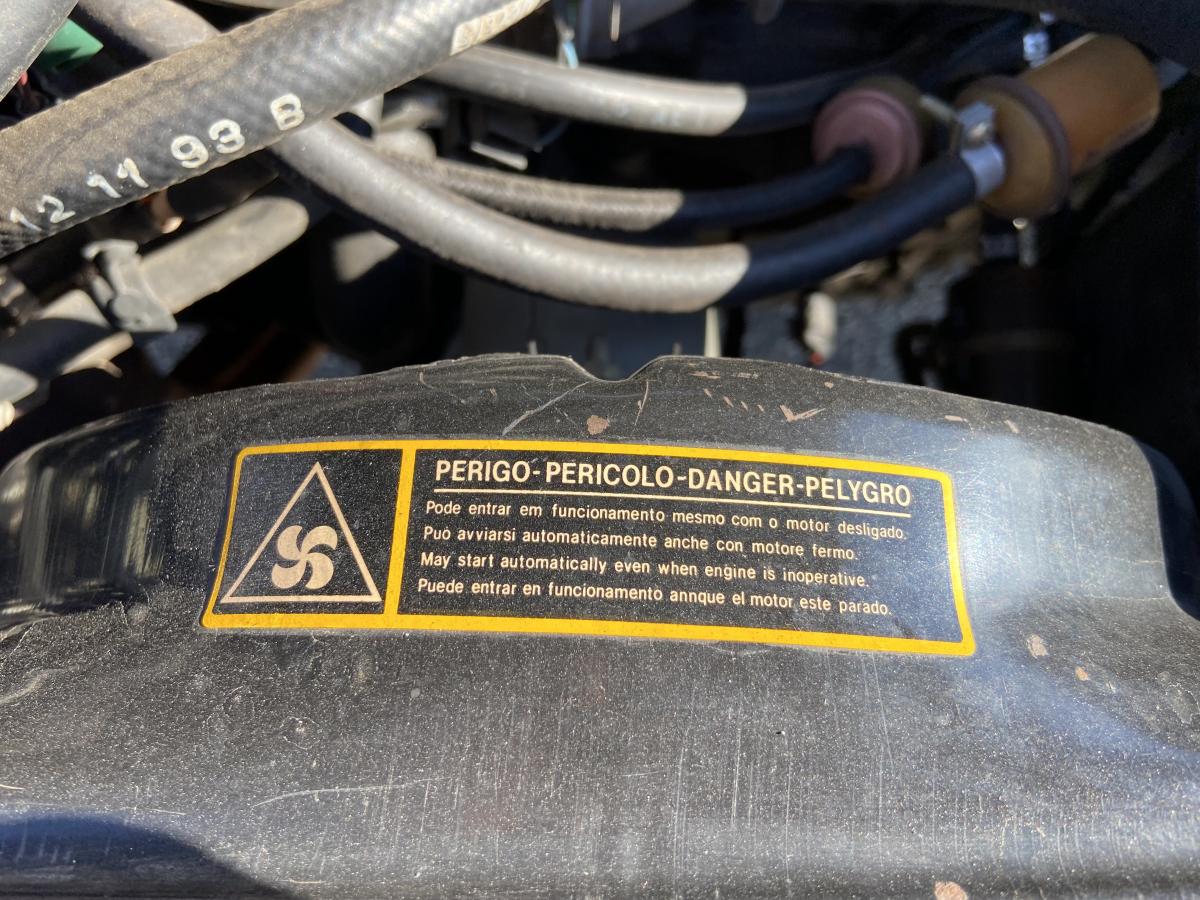 12 11 93 B
PERIGO-PERICOLO-DANGER-PELYGRO
Pode entrar em funcionamento mesmo com o motor desligado.
Può avviarsi automaticamente anche con motore fermo.
May start automatically even when engine is inoperative.
Puede entrar en funcionamento annque el motor este parado.